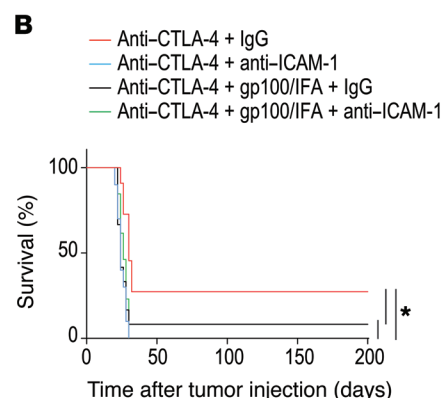 B
Anti–CTLA-4 + IgG
Anti–CTLA-4 + anti–ICAM-1
Anti–CTLA-4 + gp100/IFA + IgG
Anti–CTLA-4 + gp100/IFA + anti–ICAM-1
100
50
0
Survival (%)
0 50 100 150 200
*
Time after tumor injection (days)